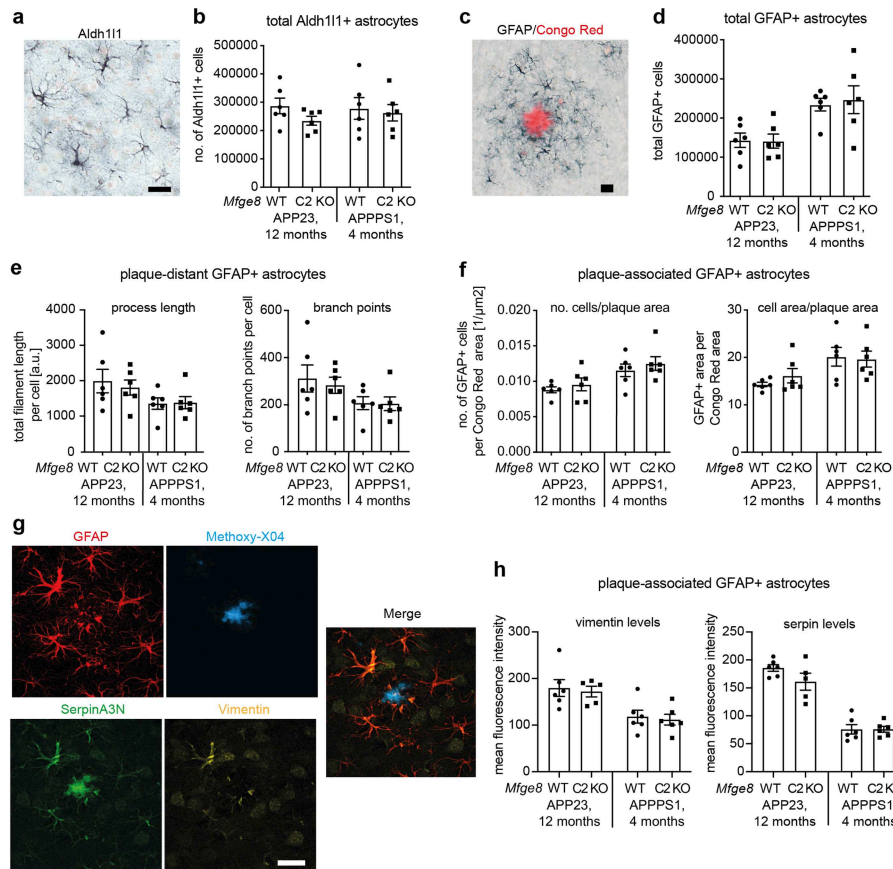 a
Aldh1l1
b
total Aldh1l1+ astrocytes
no. of Aldh1l1+ cells
500000
400000
300000
200000
100000
0
Mfge8
WT C2 KO WT C2 KO
APP23, APPPS1,
12 months 4 months
c
GFAP/Congo Red
d
total GFAP+ astrocytes
total GFAP+ cells
400000
300000
200000
100000
0
Mfge8
WT C2 KO WT C2 KO
APP23, APPPS1,
12 months 4 months
e
plaque-distant GFAP+ astrocytes
process length
total filament length
per cell [a.u.]
4000
3000
2000
1000
0
Mfge8 WT C2 KO WT C2 KO
APP23, APPPS1,
12 months 4 months
branch points
no. of branch points per cell
600
400
200
0
WT C2 KO WT C2 KO
APP23, APPPS1,
12 months 4 months
f
plaque-associated GFAP+ astrocytes
no. cells/plaque area
no. of GFAP+ cells
per Congo Red area [1/µm2]
0.020
0.015
0.010
0.005
0.000
Mfge8 WT C2 KO WT C2 KO
APP23, APPPS1,
12 months 4 months
cell area/plaque area
GFAP+ area per
Congo Red area
30
20
10
0
WT C2 KO WT C2 KO
APP23, APPPS1,
12 months 4 months
g
GFAP
Methoxy-X04
Merge
SerpinA3N
Vimentin
h
plaque-associated GFAP+ astrocytes
vimentin levels
mean fluorescence intensity
300
200
100
0
Mfge8 WT C2 KO WT C2 KO
APP23, APPPS1,
12 months 4 months
serpin levels
mean fluorescence intensity
250
200
150
100
50
0
WT C2 KO WT C2 K
APP23, APPPS1
12 months 4 months